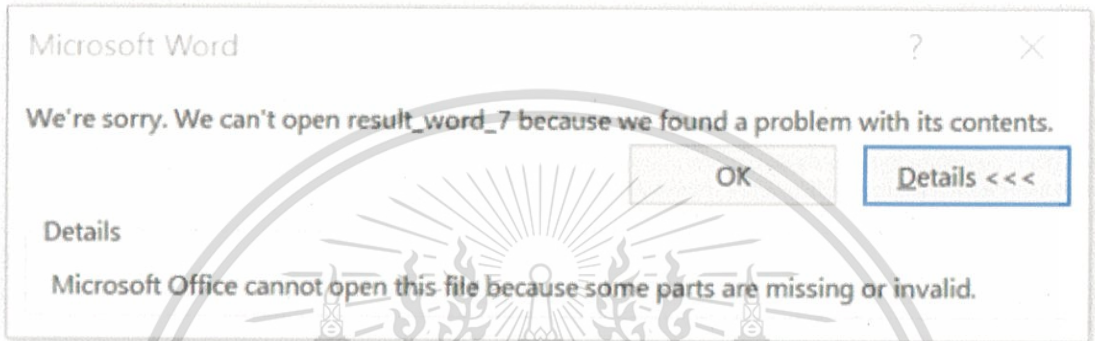 Microsoft Word ? ×
We're sorry. We can't open result_word_7 because we found a problem with its contents.
OK Details <<<
Details
Microsoft Office cannot open this file because some parts are missing or invalid.